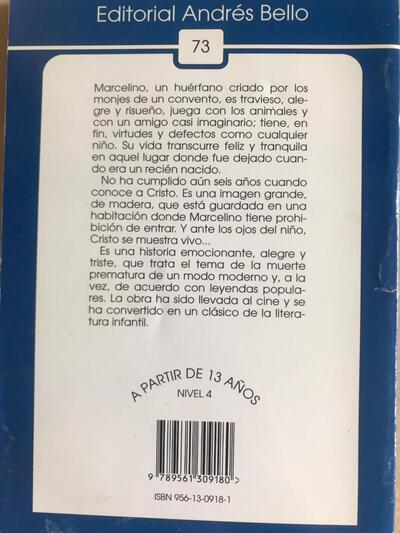 Editorial Andrés Bello
73
Marcelino, un huérfano criado por los
monjes de un convento, es travieso, ale-
gre y risueño, juega con los animales y
con un amigo casi imaginario; tiene, en
fin, virtudes y defectos como cualquier
niño. Su vida transcurre feliz y tranquila
en aquel lugar donde fue dejado cuan-
do era un recién nacido.
No ha cumplido aún seis años cuando
conoce a Cristo. Es una imagen grande,
de madera, que está guardada en una
habitación donde Marcelino tiene prohi-
bición de entrar. Y ante los ojos del niño,
Cristo se muestra vivo...
Es una historia emocionante, alegre y
triste, que trata el tema de la muerte
prematura de un modo moderno y, a la
vez, de acuerdo con leyendas popula-
res. La obra ha sido llevada al cine y se
ha convertido en un clásico de la litera-
tura infantil.
A PARTIR DE 13 AÑOS
NIVEL 4
9 789561 309180 >
ISBN 956-13-0918-1